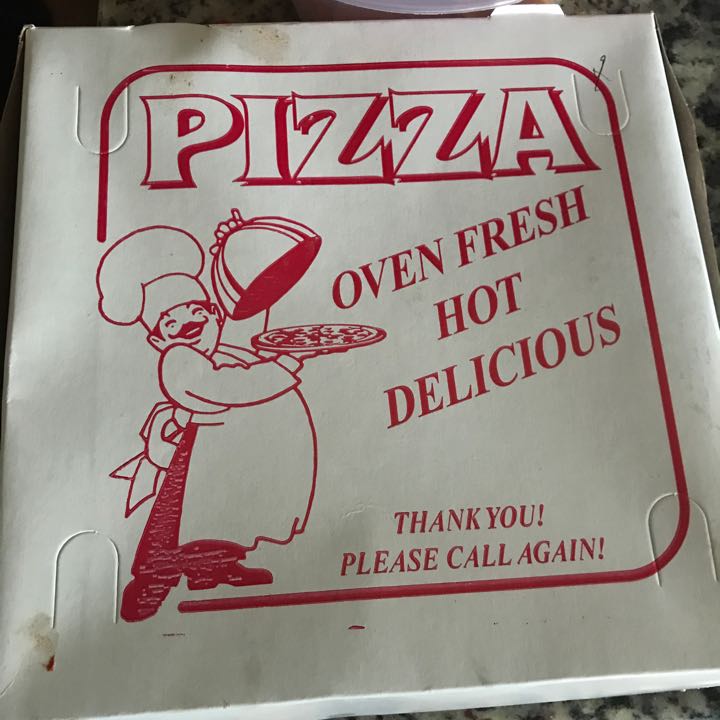 PIZZA
OVEN FRESH
HOT
DELICIOUS
THANK YOU!
PLEASE CALL AGAIN!